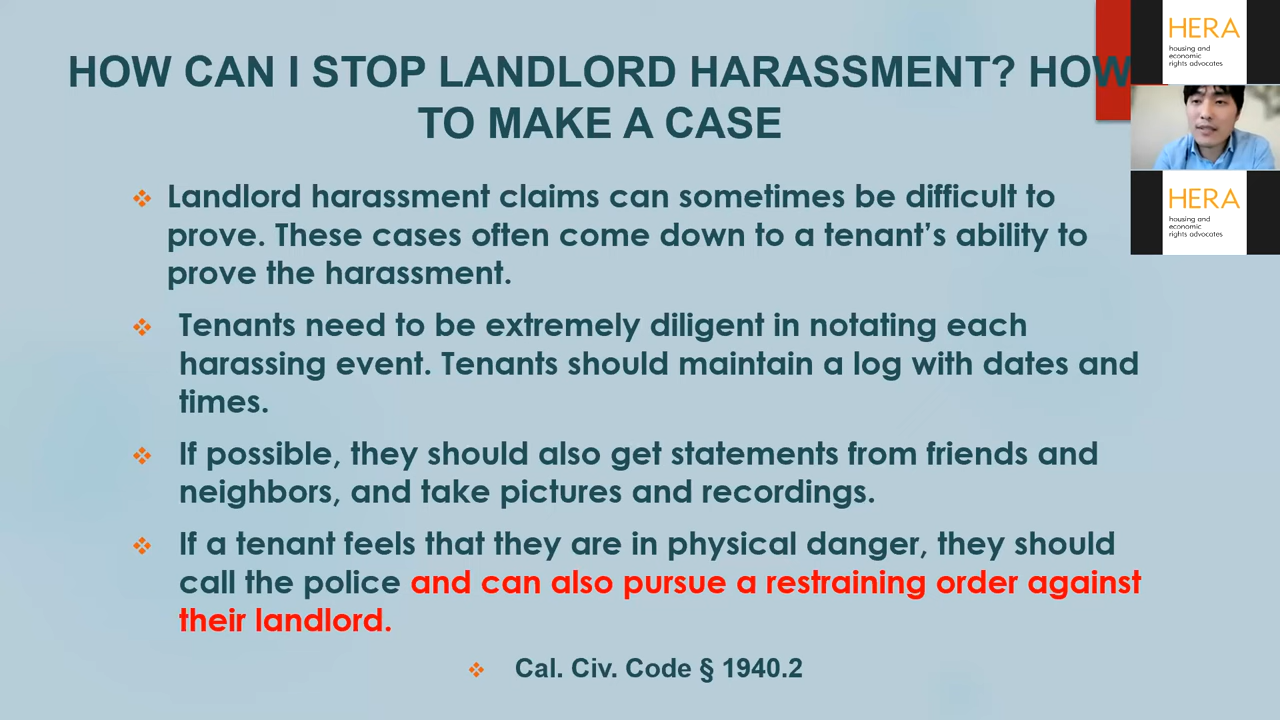 HOW CAN I STOP LANDLORD HARASSMENT? HOW
TO MAKE A CASE
❖ Landlord harassment claims can sometimes be difficult to
prove. These cases often come down to a tenant’s ability to
prove the harassment.
❖ Tenants need to be extremely diligent in notating each
harassing event. Tenants should maintain a log with dates and
times.
❖ If possible, they should also get statements from friends and
neighbors, and take pictures and recordings.
❖ If a tenant feels that they are in physical danger, they should
call the police and can also pursue a restraining order against
their landlord.
❖ Cal. Civ. Code § 1940.2
HERA
housing and
economic
rights advocates
HERA
housing and
economic
rights advocates